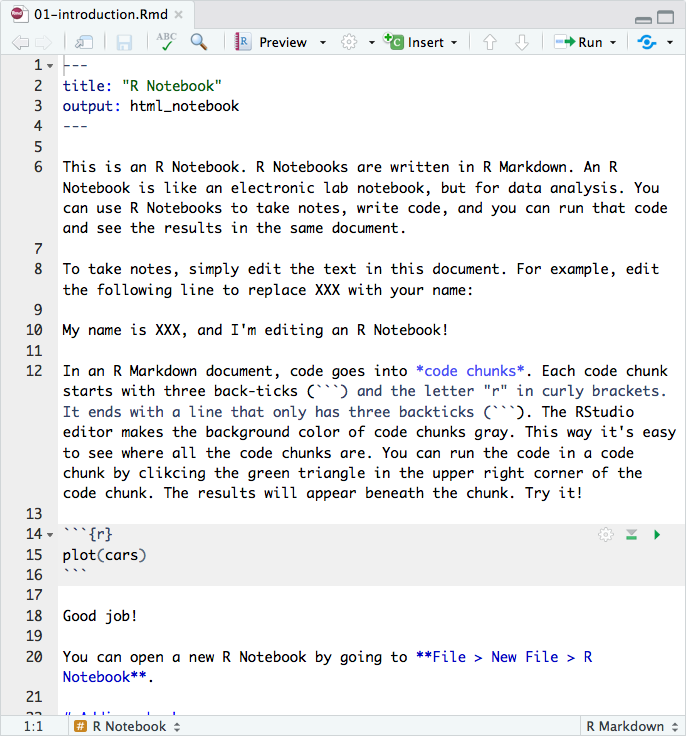 01-introduction.Rmd
ABC Preview Insert Run
1 ---
2 title: "R Notebook"
3 output: html_notebook
4 ---
5
6 This is an R Notebook. R Notebooks are written in R Markdown. An R
Notebook is like an electronic lab notebook, but for data analysis. You
can use R Notebooks to take notes, write code, and you can run that code
and see the results in the same document.
7
8 To take notes, simply edit the text in this document. For example, edit
the following line to replace XXX with your name:
9
10 My name is XXX, and I'm editing an R Notebook!
11
12 In an R Markdown document, code goes into *code chunks*. Each code chunk
starts with three back-ticks (```) and the letter "r" in curly brackets.
It ends with a line that only has three backticks (```). The RStudio
editor makes the background color of code chunks gray. This way it's easy
to see where all the code chunks are. You can run the code in a code
chunk by clikcing the green triangle in the upper right corner of the
code chunk. The results will appear beneath the chunk. Try it!
13
14 ```{r}
15 plot(cars)
16 ```
17
18 Good job!
19
20 You can open a new R Notebook by going to **File > New File > R
Notebook**.
21
1:1 # R Notebook R Markdown